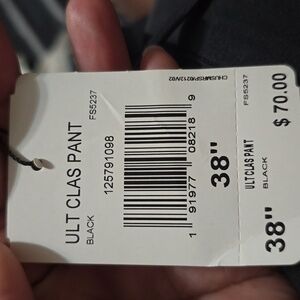 ULT CLAS PANT
BLACK
FS5237
125791098
1 91977 08218 9
38"
ULT CLAS PANT
BLACK
FS5237
38"
$ 70.00